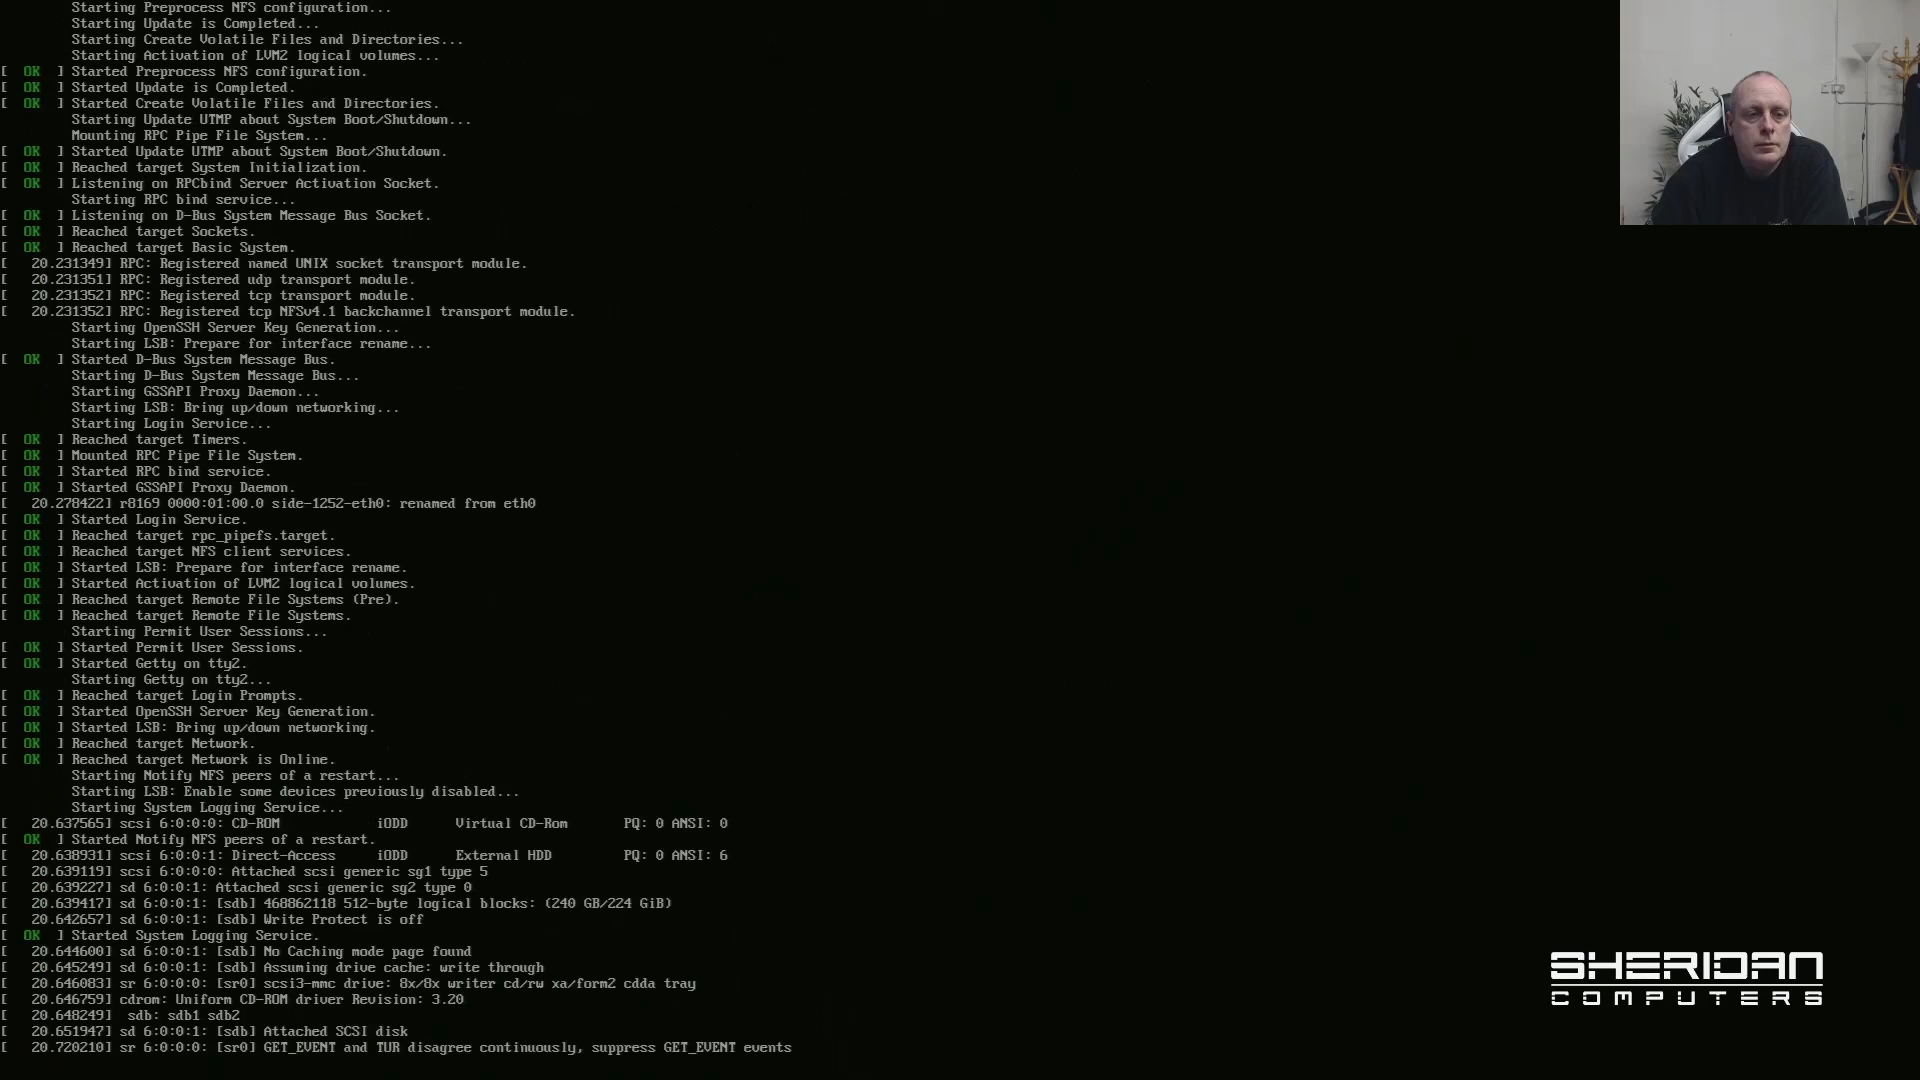 Starting Preprocess NFS configuration...
Starting Update is Completed...
Starting Create Volatile Files and Directories...
Starting Activation of LVM2 logical volumes...
[  OK  ] Started Preprocess NFS configuration.
[  OK  ] Started Update is Completed.
[  OK  ] Started Create Volatile Files and Directories.
Starting Update UTMP about System Boot/Shutdown...
Mounting RPC Pipe File System...
[  OK  ] Started Update UTMP about System Boot/Shutdown.
[  OK  ] Reached target System Initialization.
[  OK  ] Listening on RPCbind Server Activation Socket.
Starting RPC bind service...
[  OK  ] Listening on D-Bus System Message Bus Socket.
[  OK  ] Reached target Sockets.
[  OK  ] Reached target Basic System.
[   20.231349] RPC: Registered named UNIX socket transport module.
[   20.231351] RPC: Registered udp transport module.
[   20.231352] RPC: Registered tcp transport module.
[   20.231352] RPC: Registered tcp NFSv4.1 backchannel transport module.
Starting OpenSSH Server Key Generation...
Starting LSB: Prepare for interface rename...
[  OK  ] Started D-Bus System Message Bus.
Starting D-Bus System Message Bus...
Starting GSSAPI Proxy Daemon...
Starting LSB: Bring up/down networking...
Starting Login Service...
[  OK  ] Reached target Timers.
[  OK  ] Mounted RPC Pipe File System.
[  OK  ] Started RPC bind service.
[  OK  ] Started GSSAPI Proxy Daemon.
[   20.278422] r8169 0000:01:00.0 side-1252-eth0: renamed from eth0
[  OK  ] Started Login Service.
[  OK  ] Reached target rpc_pipefs.target.
[  OK  ] Reached target NFS client services.
[  OK  ] Started LSB: Prepare for interface rename.
[  OK  ] Started Activation of LVM2 logical volumes.
[  OK  ] Reached target Remote File Systems (Pre).
[  OK  ] Reached target Remote File Systems.
Starting Permit User Sessions...
[  OK  ] Started Permit User Sessions.
[  OK  ] Started Getty on tty2.
Starting Getty on tty2...
[  OK  ] Reached target Login Prompts.
[  OK  ] Started OpenSSH Server Key Generation.
[  OK  ] Started LSB: Bring up/down networking.
[  OK  ] Reached target Network.
[  OK  ] Reached target Network is Online.
Starting Notify NFS peers of a restart...
Starting LSB: Enable some devices previously disabled...
Starting System Logging Service...
[   20.637565] scsi 6:0:0:0: CD-ROM            iODD      Virtual CD-Rom       PQ: 0 ANSI: 0
[  OK  ] Started Notify NFS peers of a restart.
[   20.638931] scsi 6:0:0:1: Direct-Access     iODD      External HDD         PQ: 0 ANSI: 6
[   20.639119] scsi 6:0:0:0: Attached scsi generic sg1 type 5
[   20.639227] sd 6:0:0:1: Attached scsi generic sg2 type 0
[   20.639417] sd 6:0:0:1: [sdb] 468862118 512-byte logical blocks: (240 GB/224 GiB)
[   20.642657] sd 6:0:0:1: [sdb] Write Protect is off
[  OK  ] Started System Logging Service.
[   20.644600] sd 6:0:0:1: [sdb] No Caching mode page found
[   20.645249] sd 6:0:0:1: [sdb] Assuming drive cache: write through
[   20.646083] sr 6:0:0:0: [sr0] scsi3-mmc drive: 8x/8x writer cd/rw xa/form2 cdda tray
[   20.646759] cdrom: Uniform CD-ROM driver Revision: 3.20
[   20.648249]  sdb: sdb1 sdb2
[   20.651947] sd 6:0:0:1: [sdb] Attached SCSI disk
[   20.720210] sr 6:0:0:0: [sr0] GET_EVENT and TUR disagree continuously, suppress GET_EVENT events
SHERIDAN
COMPUTERS